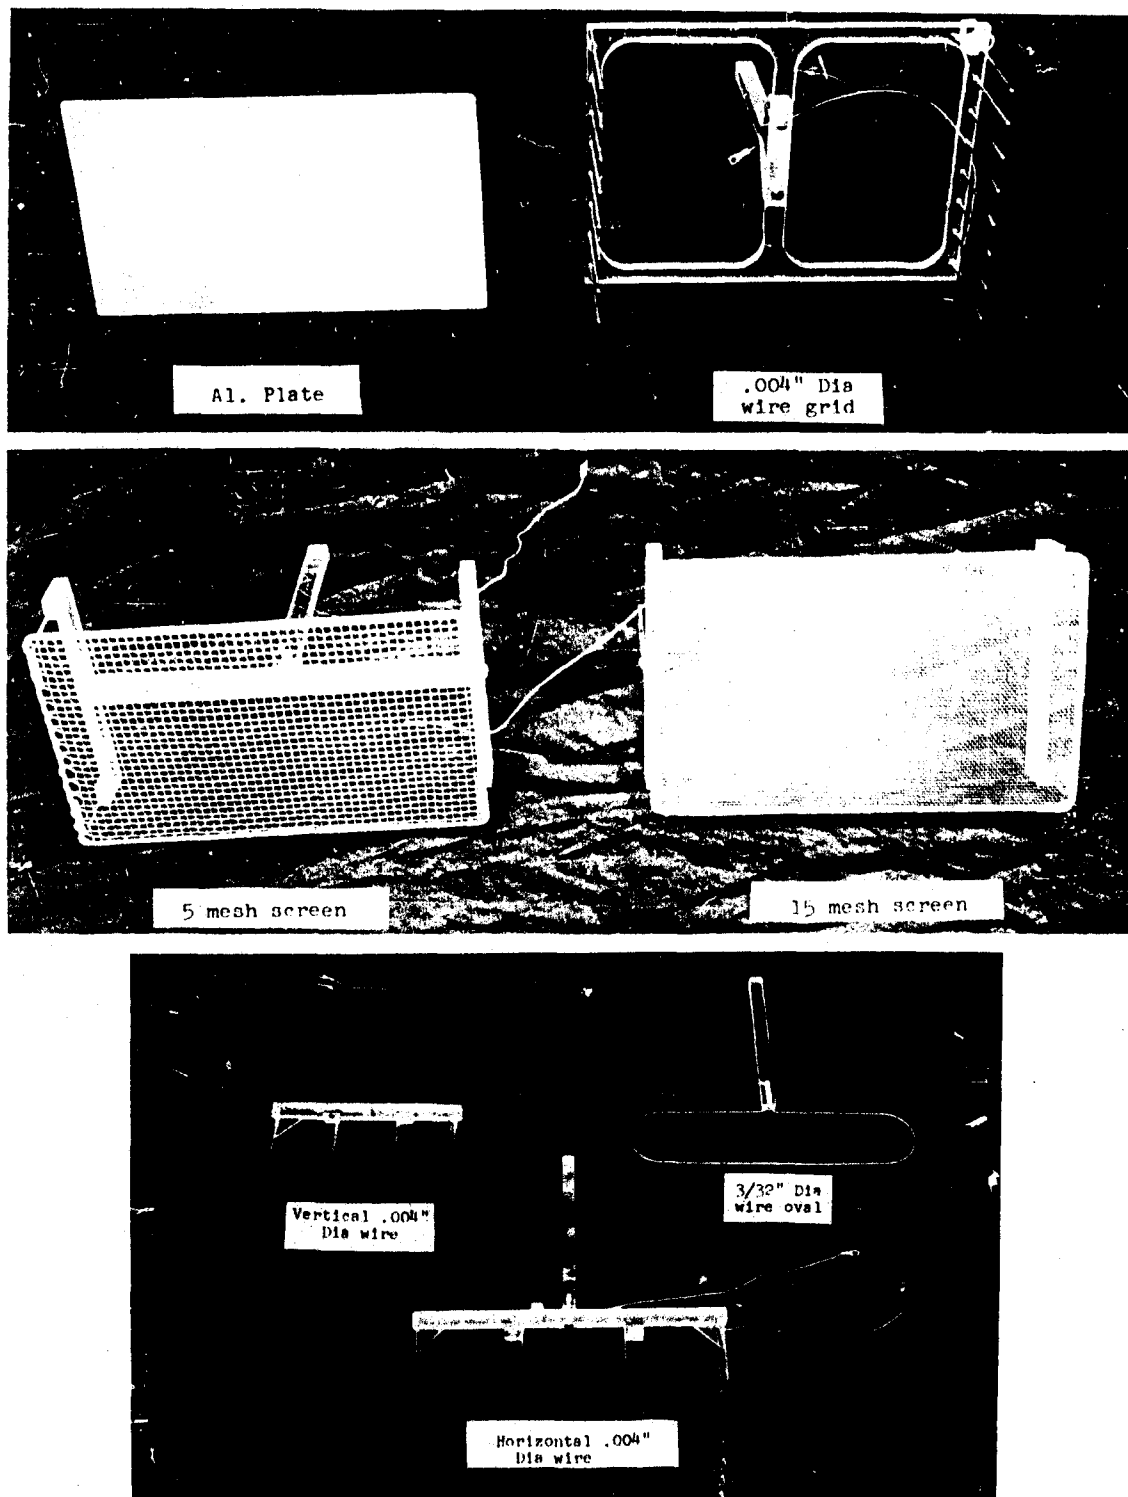 Al. Plate
.004" Dia
wire grid
5 mesh screen
15 mesh screen
3/32" Dia
wire oval
Vertical .004"
Dia wire
Horizontal .004"
Dia wire